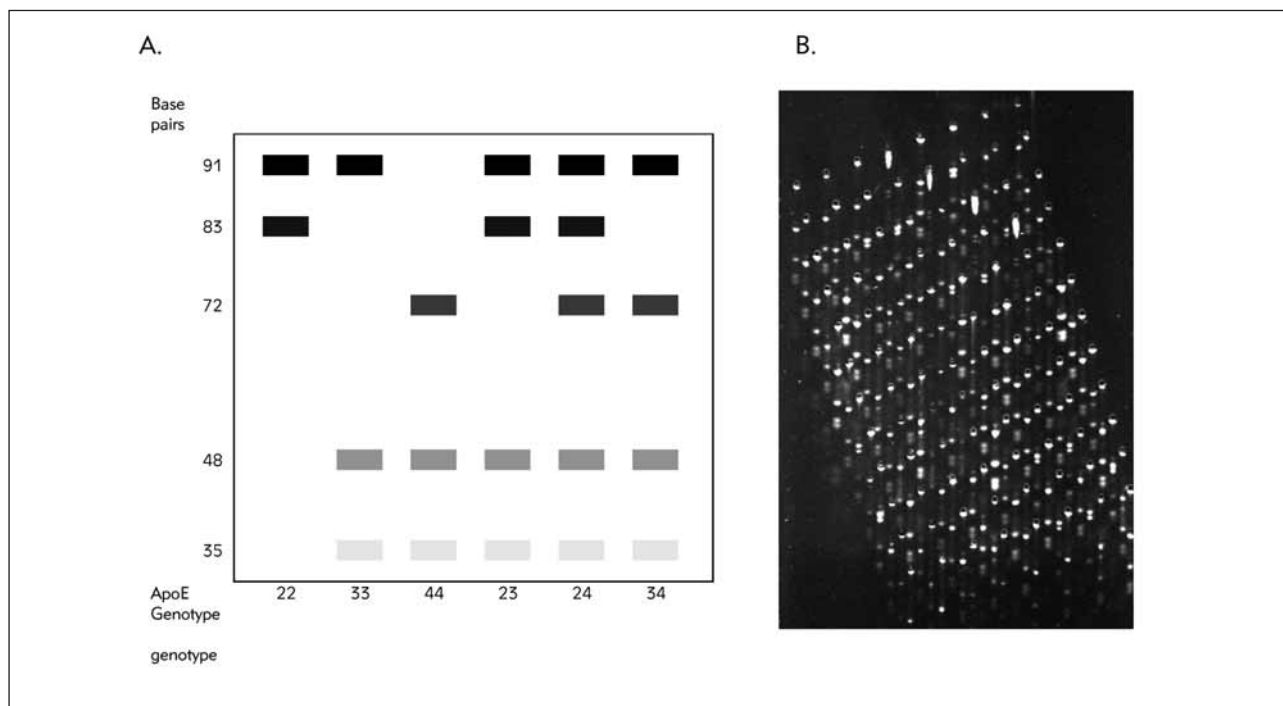 A.
B.
Base
pairs
91
83
72
48
35
ApoE
Genotype
22 33 44 23 24 34
genotype